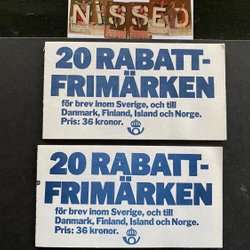 NISSED
20 RABATT-
FRIMÄRKEN
för brev inom Sverige, och till
Danmark, Finland, Island och Norge.
Pris: 36 kronor.
20 RABATT-
FRIMÄRKEN
för brev inom Sverige, och till
Danmark, Finland, Island och Norge.
Pris: 36 kronor.